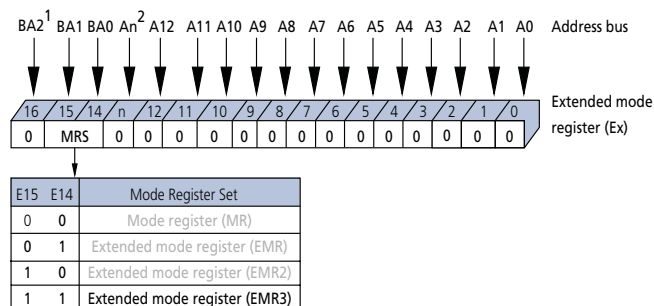 BA2¹ BA1 BA0 An² A12 A11 A10 A9 A8 A7 A6 A5 A4 A3 A2 A1 A0 Address bus
16 15 14 n 12 11 10 9 8 7 6 5 4 3 2 1 0 Extended mode
register (Ex)
0 MRS 0 0 0 0 0 0 0 0 0 0 0 0 0 0
E15 E14 Mode Register Set
0 0 Mode register (MR)
0 1 Extended mode register (EMR)
1 0 Extended mode register (EMR2)
1 1 Extended mode register (EMR3)